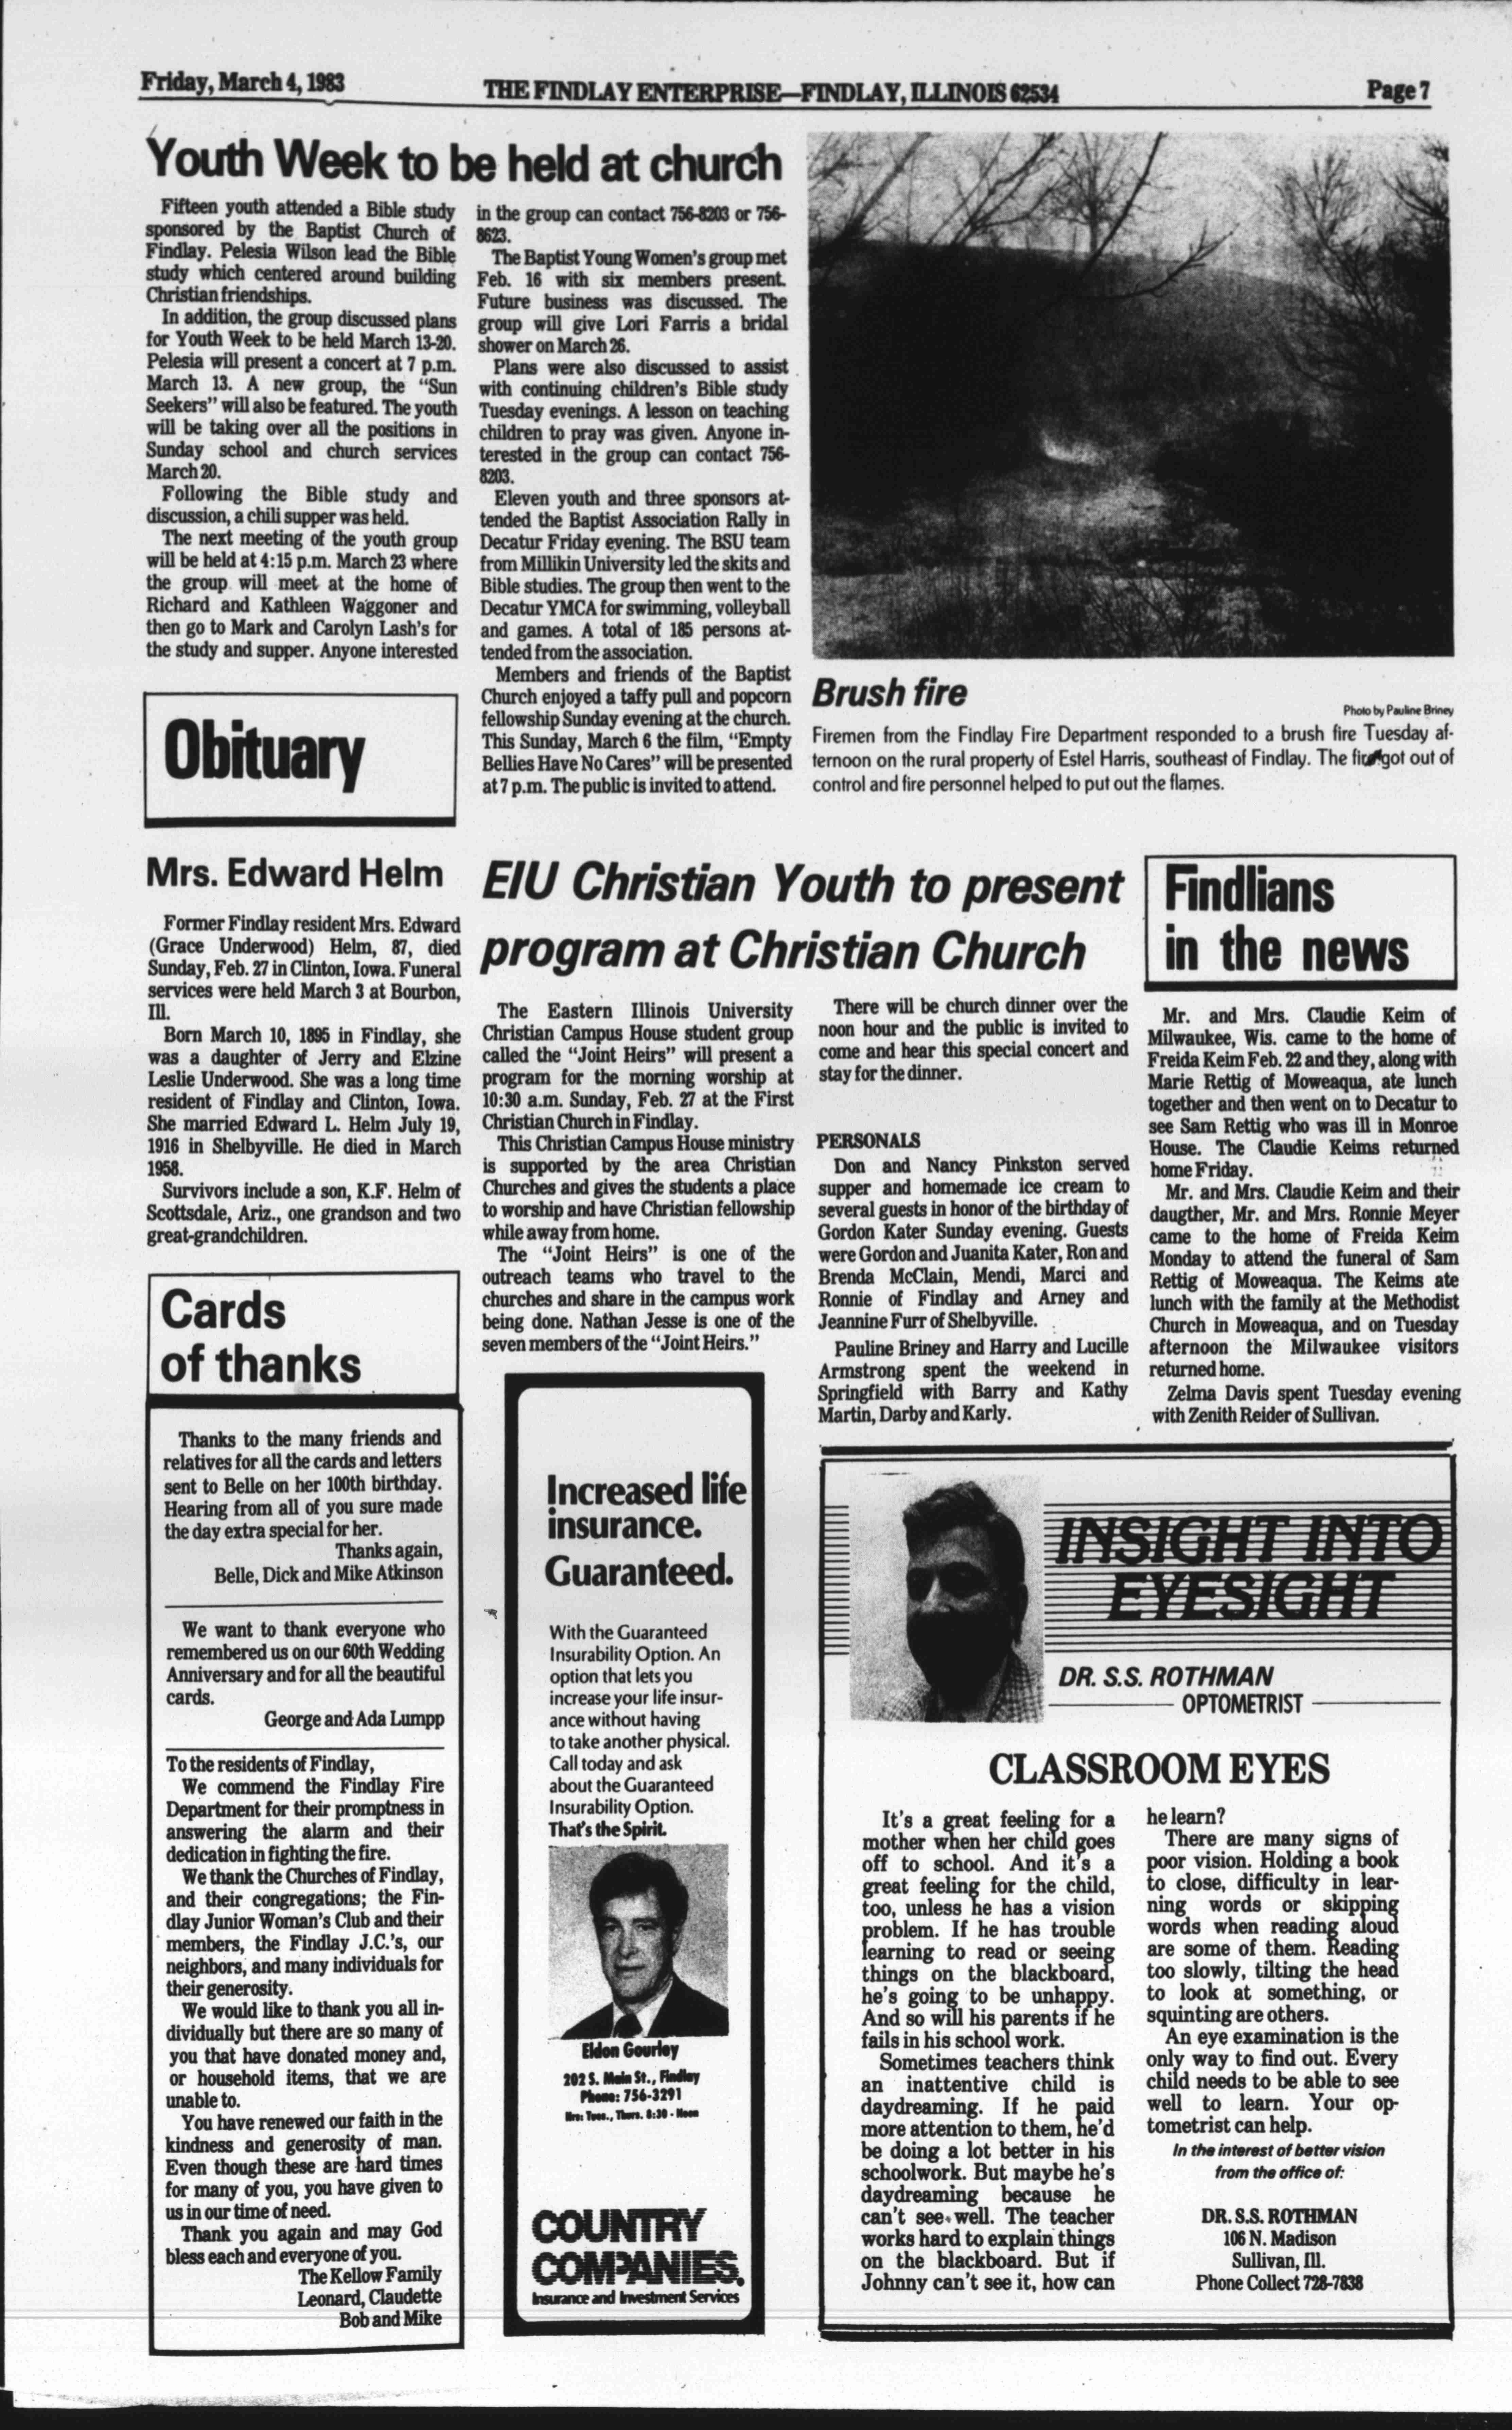 Friday, March 4, 1983
THE FINDLAY ENTERPRISE—FINDLAY, ILLINOIS 62534
Page 7
Youth Week to be held at church
Fifteen youth attended a Bible study
sponsored by the Baptist Church of
Findlay. Pelesia Wilson lead the Bible
study which centered around building
Christian friendships.
In addition, the group discussed plans
for Youth Week to be held March 13-20.
Pelesia will present a concert at 7 p.m.
March 13. A new group, the "Sun
Seekers" will also be featured. The youth
will be taking over all the positions in
Sunday school and church services
March 20.
Following the Bible study and
discussion, a chili supper was held.
The next meeting of the youth group
will be held at 4:15 p.m. March 23 where
the group will meet at the home of
Richard and Kathleen Waggoner and
then go to Mark and Carolyn Lash's for
the study and supper. Anyone interested
in the group can contact 756-8203 or 756-
8623.
The Baptist Young Women's group met
Feb. 16 with six members present.
Future business was discussed. The
group will give Lori Farris a bridal
shower on March 26.
Plans were also discussed to assist
with continuing children's Bible study
Tuesday evenings. A lesson on teaching
children to pray was given. Anyone in-
terested in the group can contact 756-
8203.
Eleven youth and three sponsors at-
tended the Baptist Association Rally in
Decatur Friday evening. The BSU team
from Millikin University led the skits and
Bible studies. The group then went to the
Decatur YMCA for swimming, volleyball
and games. A total of 185 persons at-
tended from the association.
Members and friends of the Baptist
Church enjoyed a taffy pull and popcorn
fellowship Sunday evening at the church.
This Sunday, March 6 the film, "Empty
Bellies Have No Cares" will be presented
at 7 p.m. The public is invited to attend.
Brush fire
Photo by Pauline Briney
Firemen from the Findlay Fire Department responded to a brush fire Tuesday af-
ternoon on the rural property of Estel Harris, southeast of Findlay. The fire got out of
control and fire personnel helped to put out the flames.
Obituary
Mrs. Edward Helm
Former Findlay resident Mrs. Edward
(Grace Underwood) Helm, 87, died
Sunday, Feb. 27 in Clinton, Iowa. Funeral
services were held March 3 at Bourbon,
Ill.
Born March 10, 1895 in Findlay, she
was a daughter of Jerry and Elzine
Leslie Underwood. She was a long time
resident of Findlay and Clinton, Iowa.
She married Edward L. Helm July 19,
1916 in Shelbyville. He died in March
1958.
Survivors include a son, K.F. Helm of
Scottsdale, Ariz., one grandson and two
great-grandchildren.
Cards
of thanks
Thanks to the many friends and
relatives for all the cards and letters
sent to Belle on her 100th birthday.
Hearing from all of you sure made
the day extra special for her.
Thanks again,
Belle, Dick and Mike Atkinson
We want to thank everyone who
remembered us on our 60th Wedding
Anniversary and for all the beautiful
cards.
George and Ada Lumpp
To the residents of Findlay,
We commend the Findlay Fire
Department for their promptness in
answering the alarm and their
dedication in fighting the fire.
We thank the Churches of Findlay,
and their congregations; the Fin-
dlay Junior Woman's Club and their
members, the Findlay J.C.'s, our
neighbors, and many individuals for
their generosity.
We would like to thank you all in-
dividually but there are so many of
you that have donated money and,
or household items, that we are
unable to.
You have renewed our faith in the
kindness and generosity of man.
Even though these are hard times
for many of you, you have given to
us in our time of need.
Thank you again and may God
bless each and everyone of you.
The Kellow Family
Leonard, Claudette
Bob and Mike
EIU Christian Youth to present
program at Christian Church
The Eastern Illinois University
Christian Campus House student group
called the "Joint Heirs" will present a
program for the morning worship at
10:30 a.m. Sunday, Feb. 27 at the First
Christian Church in Findlay.
This Christian Campus House ministry
is supported by the area Christian
Churches and gives the students a place
to worship and have Christian fellowship
while away from home.
The "Joint Heirs" is one of the
outreach teams who travel to the
churches and share in the campus work
being done. Nathan Jesse is one of the
seven members of the "Joint Heirs."
There will be church dinner over the
noon hour and the public is invited to
come and hear this special concert and
stay for the dinner.
PERSONALS
Don and Nancy Pinkston served
supper and homemade ice cream to
several guests in honor of the birthday of
Gordon Kater Sunday evening. Guests
were Gordon and Juanita Kater, Ron and
Brenda McClain, Mendi, Marci and
Ronnie of Findlay and Arney and
Jeannine Furr of Shelbyville.
Pauline Briney and Harry and Lucille
Armstrong spent the weekend in
Springfield with Barry and Kathy
Martin, Darby and Karly.
Findlians
in the news
Mr. and Mrs. Claudie Keim of
Milwaukee, Wis. came to the home of
Freida Keim Feb. 22 and they, along with
Marie Rettig of Moweaqua, ate lunch
together and then went on to Decatur to
see Sam Rettig who was ill in Monroe
House. The Claudie Keims returned
home Friday.
Mr. and Mrs. Claudie Keim and their
daugther, Mr. and Mrs. Ronnie Meyer
came to the home of Freida Keim
Monday to attend the funeral of Sam
Rettig of Moweaqua. The Keims ate
lunch with the family at the Methodist
Church in Moweaqua, and on Tuesday
afternoon the Milwaukee visitors
returned home.
Zelma Davis spent Tuesday evening
with Zenith Reider of Sullivan.
Increased life
insurance.
Guaranteed.
With the Guaranteed
Insurability Option. An
option that lets you
increase your life insur-
ance without having
to take another physical.
Call today and ask
about the Guaranteed
Insurability Option.
That's the Spirit.
Eldon Gourley
202 S. Main St., Findlay
Phone: 756-3291
Hrs: Tues., Thurs. 8:30 - Noon
COUNTRY
COMPANIES.
Insurance and Investment Services
INSIGHT INTO
EYESIGHT
DR. S.S. ROTHMAN
OPTOMETRIST
CLASSROOM EYES
It's a great feeling for a
mother when her child goes
off to school. And it's a
great feeling for the child,
too, unless he has a vision
problem. If he has trouble
learning to read or seeing
things on the blackboard,
he's going to be unhappy.
And so will his parents if he
fails in his school work.
Sometimes teachers think
an inattentive child is
daydreaming. If he paid
more attention to them, he'd
be doing a lot better in his
schoolwork. But maybe he's
daydreaming because he
can't see well. The teacher
works hard to explain things
on the blackboard. But if
Johnny can't see it, how can
he learn?
There are many signs of
poor vision. Holding a book
to close, difficulty in lear-
ning words or skipping
words when reading aloud
are some of them. Reading
too slowly, tilting the head
to look at something, or
squinting are others.
An eye examination is the
only way to find out. Every
child needs to be able to see
well to learn. Your op-
tometrist can help.
In the interest of better vision
from the office of:
DR. S.S. ROTHMAN
106 N. Madison
Sullivan, Ill.
Phone Collect 728-7838